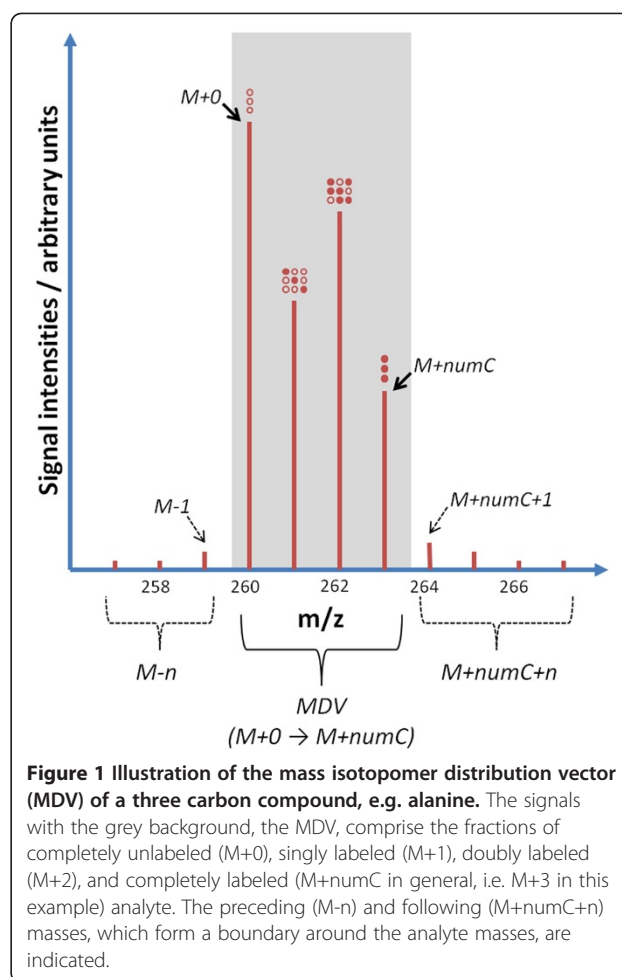 Signal intensities / arbitrary units
M+0
M+numC
M-1
M+numC+1
258 260 262 264 266
m/z
M-n
M+numC+n
MDV
(M+0 → M+numC)
Figure 1 Illustration of the mass isotopomer distribution vector
(MDV) of a three carbon compound, e.g. alanine. The signals
with the grey background, the MDV, comprise the fractions of
completely unlabeled (M+0), singly labeled (M+1), doubly labeled
(M+2), and completely labeled (M+numC in general, i.e. M+3 in this
example) analyte. The preceding (M-n) and following (M+numC+n)
masses, which form a boundary around the analyte masses, are
indicated.